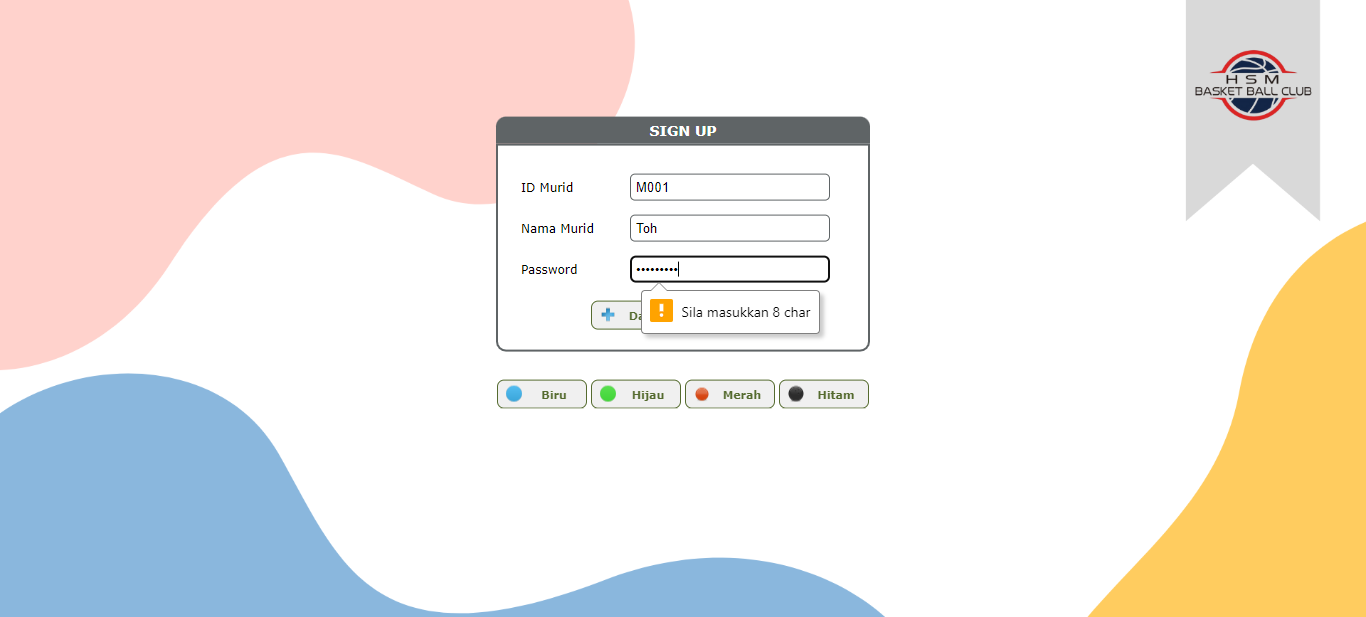 H S M
BASKET BALL CLUB
SIGN UP
ID Murid M001
Nama Murid Toh
Password •••••••••
Sila masukkan 8 char
Biru Hijau Merah Hitam